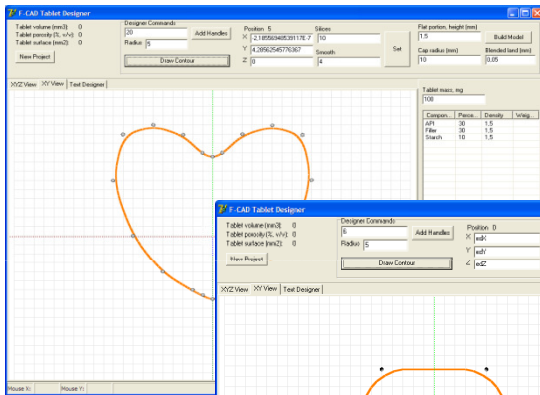 F-CAD Tablet Designer
Tablet volume (mm3): 0
Tablet porosity (%, v/v): 0
Tablet surface (mm2): 0
New Project
Designer Commands
20
Add Handles
Radius 5
Draw Contour
Position 5
X -2,18556948539117E-7
Y 4,28562545776367
Z 0
Slices
10
Smooth
4
Set
Flat portion, height (mm)
1.5
Build Model
Cap radius (mm)
10
Blended land (mm)
0,05
XYZ View XY View Text Designer
Tablet mass, mg
100
Compon... Perce... Density Weig...
API 30 1,5
Filler 30 1,5
Starch 10 1,5
F-CAD Tablet Designer
Tablet volume (mm3): 0
Tablet porosity (%, v/v): 0
Tablet surface (mm2): 0
New Project
Designer Commands
6
Add Handles
Radius 5
Draw Contour
Position 0
X edX
Y edY
Z edZ
XYZ View XY View Text Designer
Mouse X: Mouse Y: